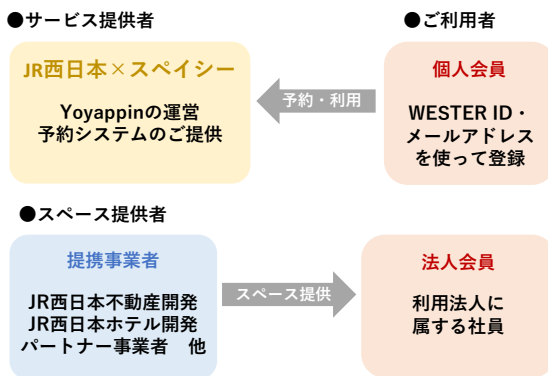 ●サービス提供者
JR西日本×スペイシー
Yoyappinの運営
予約システムのご提供
予約・利用
●ご利用者
個人会員
WESTER ID・
メールアドレス
を使って登録
●スペース提供者
提携事業者
JR西日本不動産開発
JR西日本ホテル開発
パートナー事業者　他
スペース提供
法人会員
利用法人に
属する社員